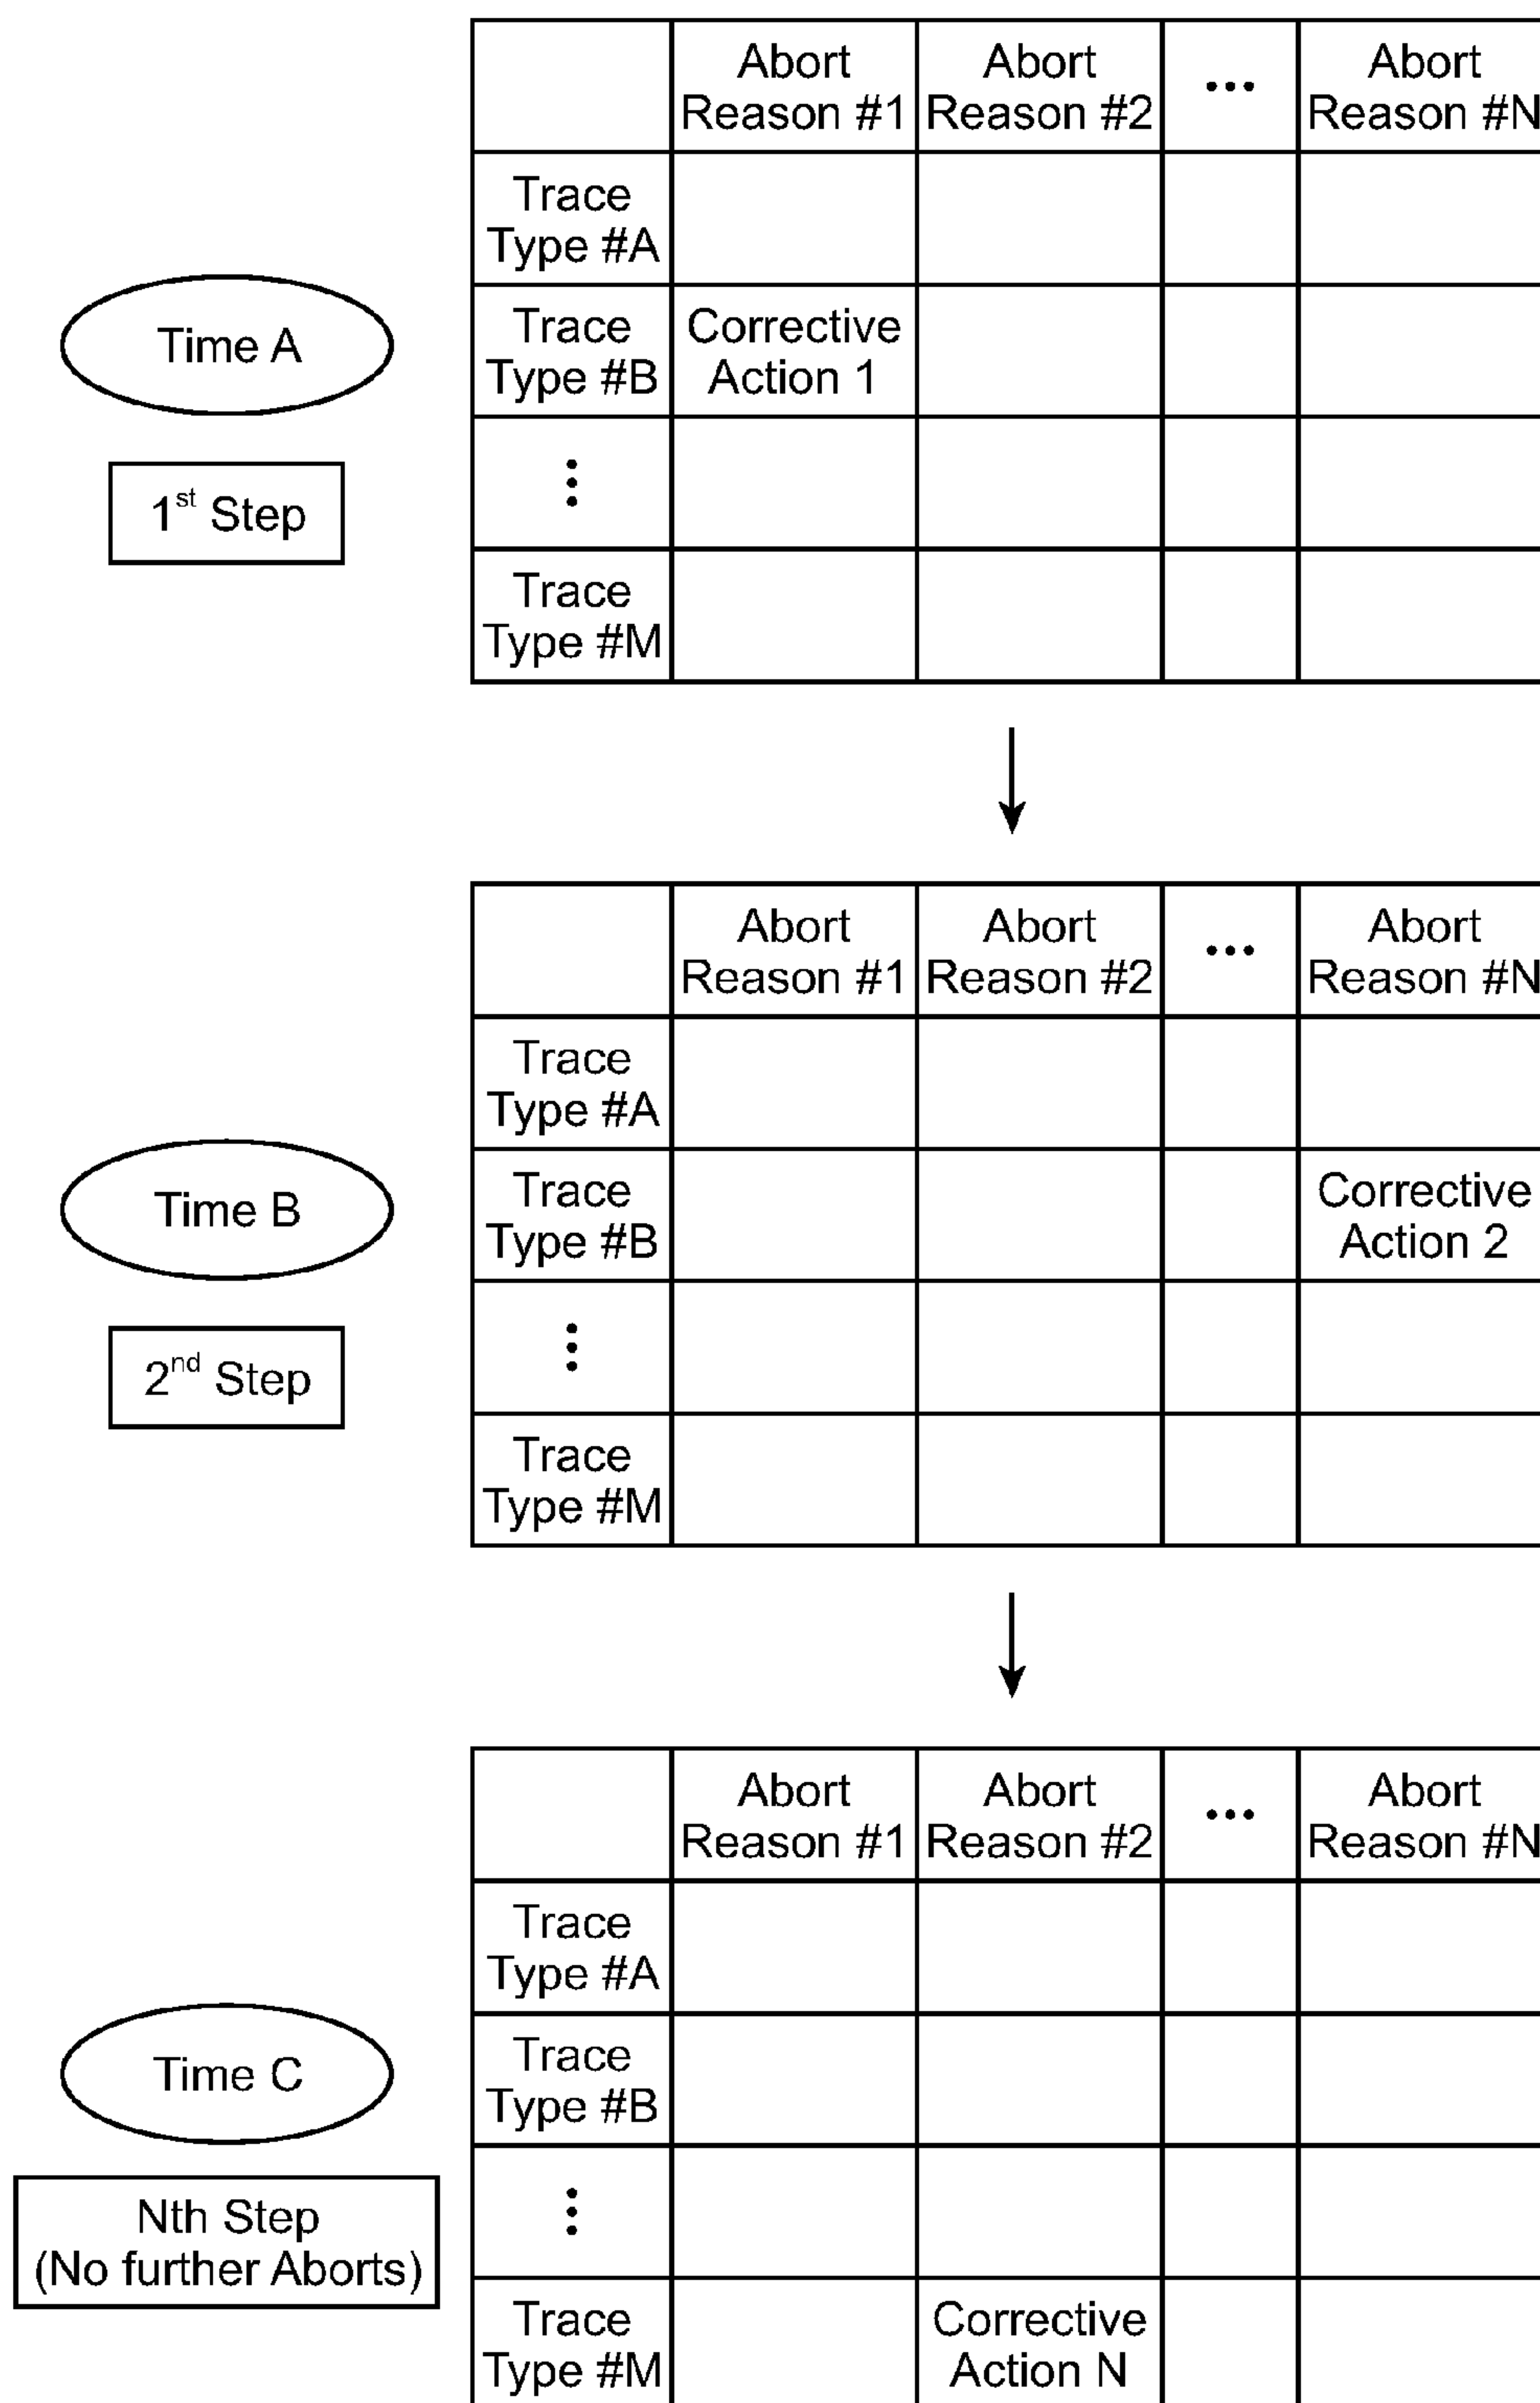 Abort
Reason #1
Abort
Reason #2
...
Abort
Reason #N
Trace
Type #A
Time A
Trace
Type #B
Corrective
Action 1
1st Step
⋮
Trace
Type #M
Abort
Reason #1
Abort
Reason #2
...
Abort
Reason #N
Trace
Type #A
Time B
Trace
Type #B
Corrective
Action 2
2nd Step
⋮
Trace
Type #M
Abort
Reason #1
Abort
Reason #2
...
Abort
Reason #N
Trace
Type #A
Time C
Trace
Type #B
Nth Step
(No further Aborts)
⋮
Trace
Type #M
Corrective
Action N